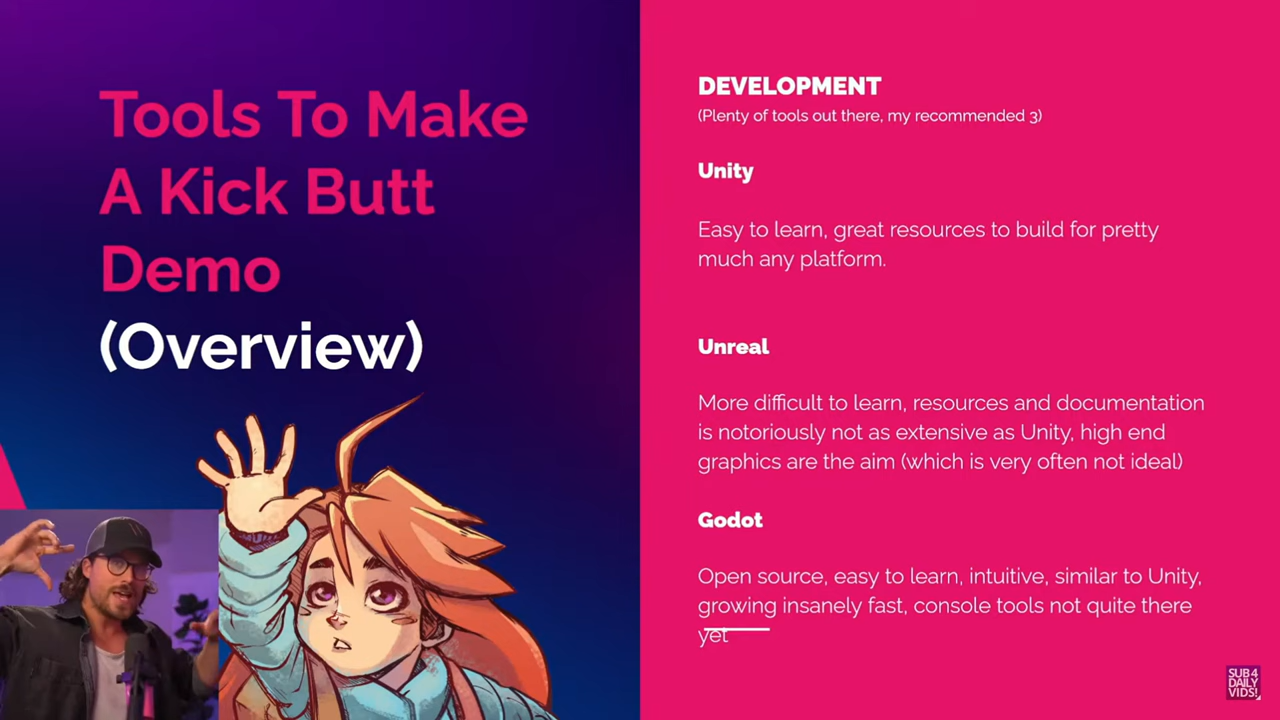 Tools To Make
A Kick Butt
Demo
(Overview)
DEVELOPMENT
(Plenty of tools out there, my recommended 3)
Unity
Easy to learn, great resources to build for pretty
much any platform.
Unreal
More difficult to learn, resources and documentation
is notoriously not as extensive as Unity, high end
graphics are the aim (which is very often not ideal)
Godot
Open source, easy to learn, intuitive, similar to Unity,
growing insanely fast, console tools not quite there
yet
SUB4
DAILY
VIDS!